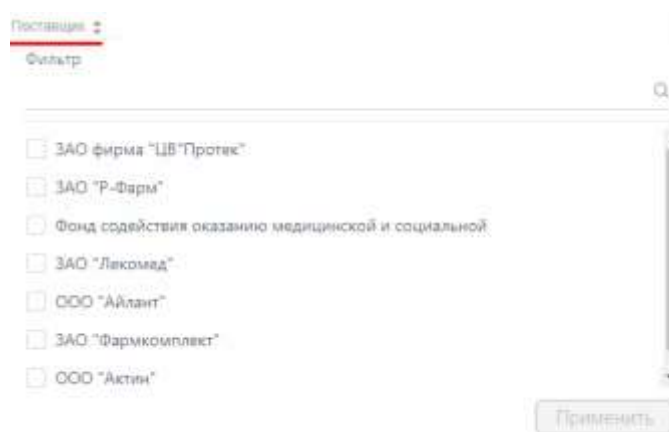 Поставщик
Фильтр
ЗАО фирма "ЦВ"Протек"
ЗАО "Р-Фарм"
Фонд содействия оказанию медицинской и социальной
ЗАО "Лекомед"
ООО "Айлант"
ЗАО "Фармкомплект"
ООО "Актин"
Применить